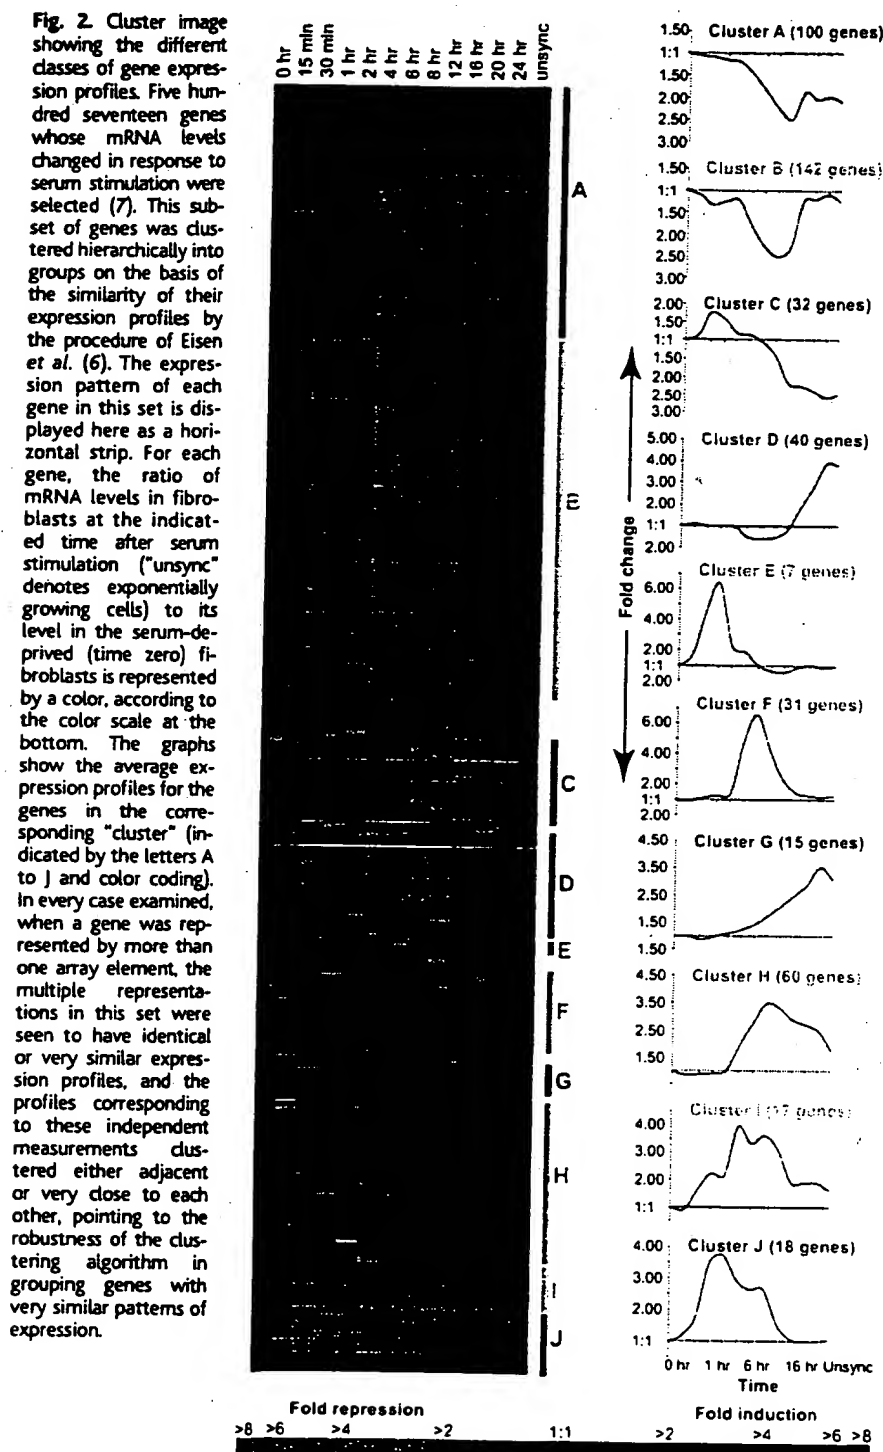 Fig. 2. Cluster image
showing the different
classes of gene expres-
sion profiles. Five hun-
dred seventeen genes
whose mRNA levels
changed in response to
serum stimulation were
selected (7). This sub-
set of genes was clus-
tered hierarchically into
groups on the basis of
the similarity of their
expression profiles by
the procedure of Eisen
et al. (6). The expres-
sion pattern of each
gene in this set is dis-
played here as a hori-
zontal strip. For each
gene, the ratio of
mRNA levels in fibro-
blasts at the indicat-
ed time after serum
stimulation ("unsync"
denotes exponentially
growing cells) to its
level in the serum-de-
prived (time zero) fi-
broblasts is represented
by a color, according to
the color scale at the
bottom. The graphs
show the average ex-
pression profiles for the
genes in the corre-
sponding "cluster" (in-
dicated by the letters A
to J and color coding).
In every case examined,
when a gene was rep-
resented by more than
one array element, the
multiple representa-
tions in this set were
seen to have identical
or very similar expres-
sion profiles, and the
profiles corresponding
to these independent
measurements clus-
tered either adjacent
or very close to each
other, pointing to the
robustness of the clus-
tering algorithm in
grouping genes with
very similar patterns of
expression.
0 hr
15 min
30 min
1 hr
2 hr
4 hr
6 hr
8 hr
12 hr
16 hr
20 hr
24 hr
unsync
A
B
C
D
E
F
G
H
I
J
Fold change
Cluster A (100 genes)
1.50
1:1
1.50
2.00
2.50
3.00
Cluster B (142 genes)
1.50
1:1
1.50
2.00
2.50
3.00
Cluster C (32 genes)
2.00
1.50
1:1
1.50
2.00
2.50
3.00
Cluster D (40 genes)
5.00
4.00
3.00
2.00
1:1
2.00
Cluster E (7 genes)
6.00
4.00
2.00
1:1
2.00
Cluster F (31 genes)
6.00
4.00
2.00
1:1
2.00
Cluster G (15 genes)
4.50
3.50
2.50
1.50
1.50
Cluster H (60 genes)
4.50
3.50
2.50
1.50
Cluster I (17 genes)
4.00
3.00
2.00
1:1
Cluster J (18 genes)
4.00
3.00
2.00
1:1
0 hr 1 hr 6 hr 16 hr Unsync
Time
Fold repression Fold induction
>8 >6 >4 >2 1:1 >2 >4 >6 >8